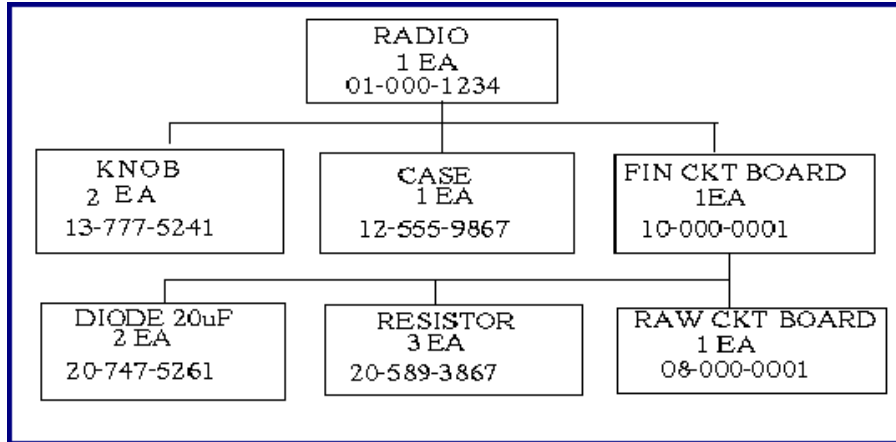 RADIO
1 EA
01-000-1234
KNOB
2 EA
13-777-5241
CASE
1 EA
12-555-9867
FIN CKT BOARD
1EA
10-000-0001
DIODE 20uF
2 EA
20-747-5261
RESISTOR
3 EA
20-589-3867
RAW CKT BOARD
1 EA
08-000-0001